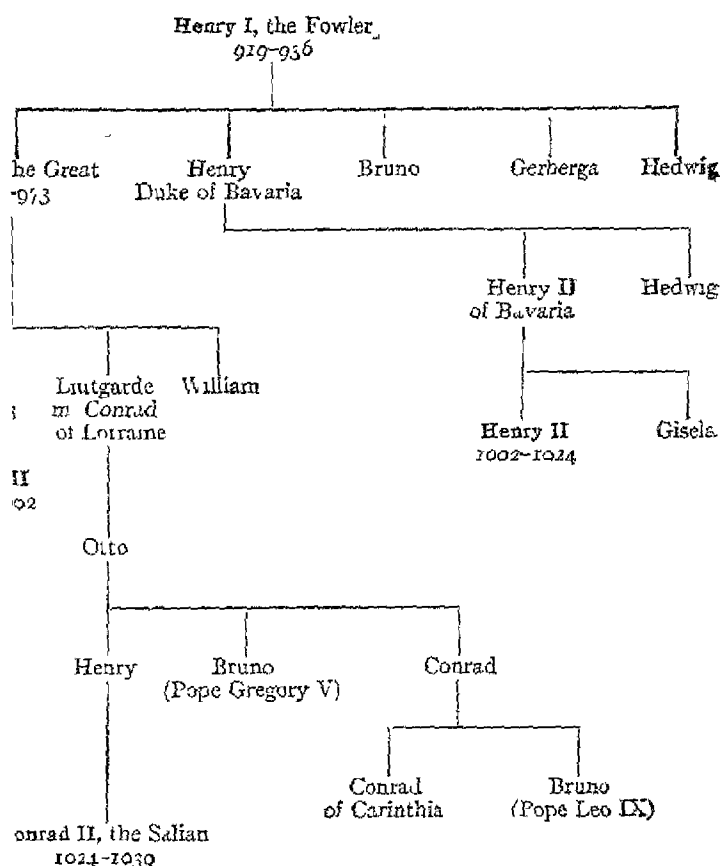 Henry I, the Fowler
919-936
he Great
-973
Henry
Duke of Bavaria
Bruno
Gerberga
Hedwig
Henry II
of Bavaria
Hedwig
Liutgarde
m Conrad
of Lorraine
William
Henry II
1002-1024
Gisela
II
02
Otto
Henry
Bruno
(Pope Gregory V)
Conrad
Conrad
of Carinthia
Bruno
(Pope Leo IX)
onrad II, the Salian
1024-1039